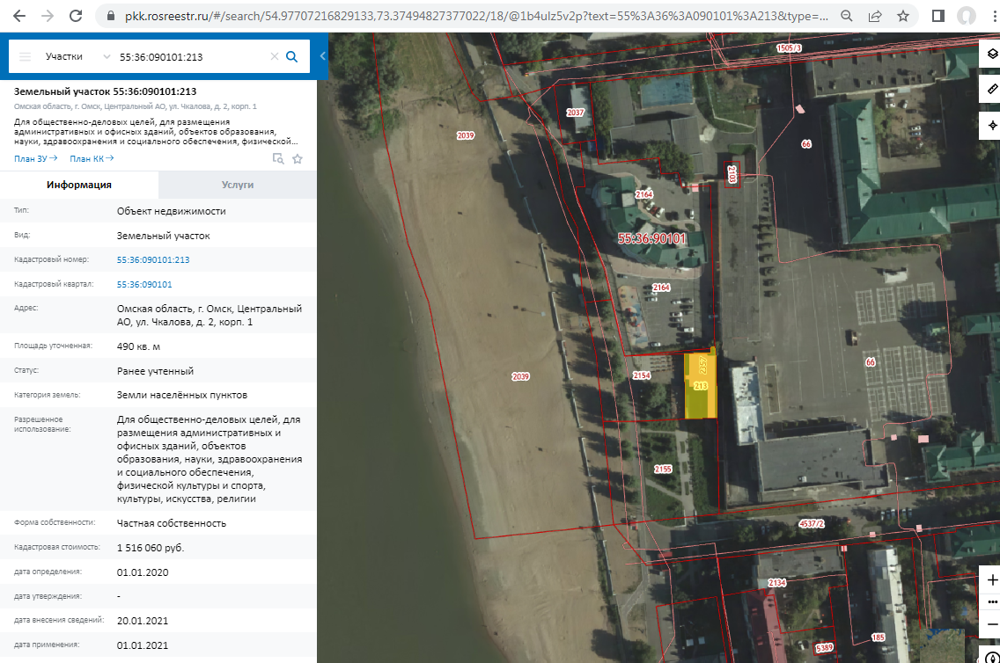 pkk.rosreestr.ru/#/search/54.97707216829133,73.37494827377022/18/@1b4ulz5v2p?text=55%3A36%3A090101%3A213&type=...
Участки
55:36:090101:213
Земельный участок 55:36:090101:213
Омская область, г. Омск, Центральный АО, ул. Чкалова, д. 2, корп. 1
Для общественно-деловых целей, для размещения
административных и офисных зданий, объектов образования,
науки, здравоохранения и социального обеспечения, физической...
План ЗУ → План КК →
Информация
Услуги
Тип: Объект недвижимости
Вид: Земельный участок
Кадастровый номер: 55:36:090101:213
Кадастровый квартал: 55:36:090101
Адрес: Омская область, г. Омск, Центральный
АО, ул. Чкалова, д. 2, корп. 1
Площадь уточненная: 490 кв. м
Статус: Ранее учтенный
Категория земель: Земли населённых пунктов
Разрешенное
использование:
Для общественно-деловых целей, для
размещения административных и
офисных зданий, объектов
образования, науки, здравоохранения
и социального обеспечения,
физической культуры и спорта,
культуры, искусства, религии
Форма собственности: Частная собственность
Кадастровая стоимость: 1 516 060 руб.
дата определения: 01.01.2020
дата утверждения: -
дата внесения сведений: 20.01.2021
дата применения: 01.01.2021
1505/3
2037
2039
66
2103
2164
55:36:90101
2164
66
2154
213
2039
2155
4537/2
2134
185
5389